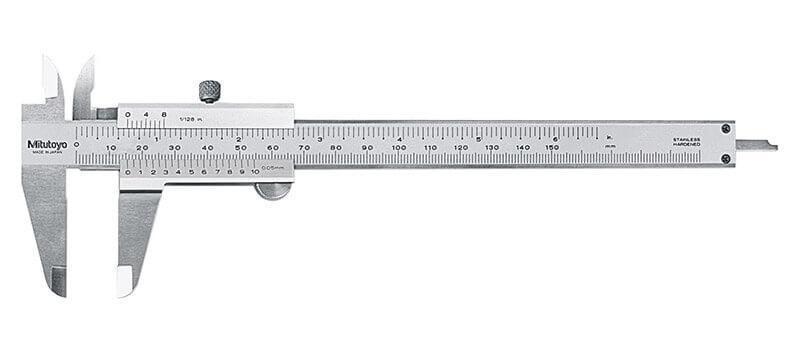 0 4 8
1/128 in.
Mitutoyo
MADE IN JAPAN
0 1 2 3 4 5 6 in.
STAINLESS
HARDENED
10 20 30 40 50 60 70 80 90 100 110 120 130 140 150 mm
0 1 2 3 4 5 6 7 8 9 10 0.05mm